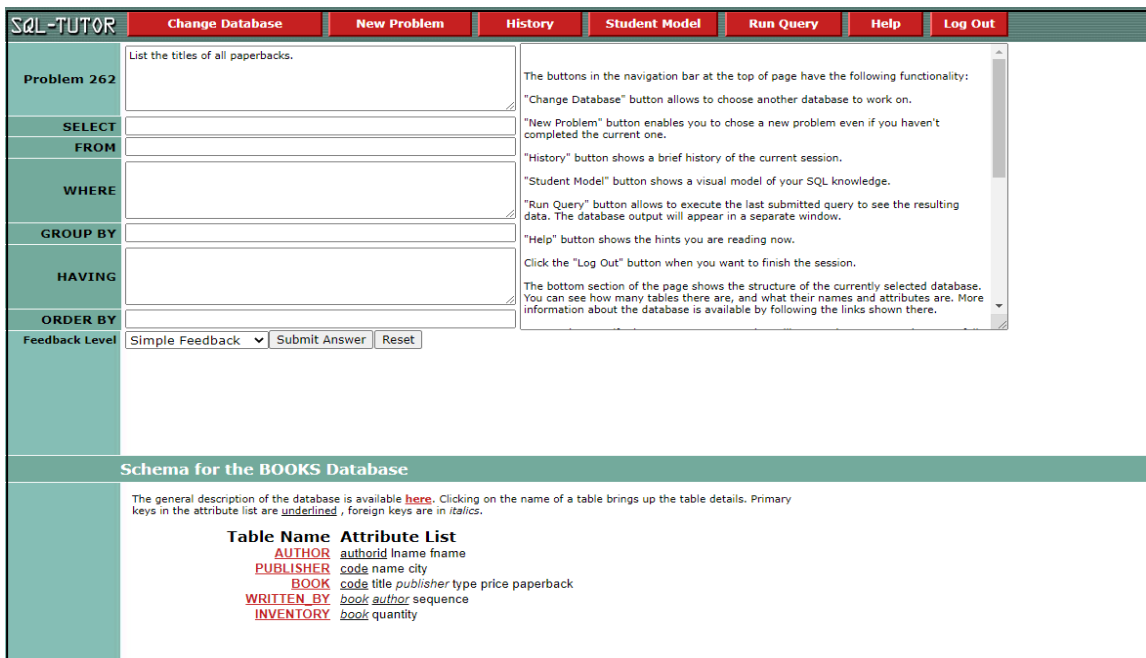 SQL-TUTOR
Change Database
New Problem
History
Student Model
Run Query
Help
Log Out
Problem 262
List the titles of all paperbacks.
SELECT
FROM
WHERE
GROUP BY
HAVING
ORDER BY
Feedback Level
Simple Feedback
Submit Answer
Reset
The buttons in the navigation bar at the top of page have the following functionality:
"Change Database" button allows to choose another database to work on.
"New Problem" button enables you to chose a new problem even if you haven't
completed the current one.
"History" button shows a brief history of the current session.
"Student Model" button shows a visual model of your SQL knowledge.
"Run Query" button allows to execute the last submitted query to see the resulting
data. The database output will appear in a separate window.
"Help" button shows the hints you are reading now.
Click the "Log Out" button when you want to finish the session.
The bottom section of the page shows the structure of the currently selected database.
You can see how many tables there are, and what their names and attributes are. More
information about the database is available by following the links shown there.
Schema for the BOOKS Database
The general description of the database is available here. Clicking on the name of a table brings up the table details. Primary
keys in the attribute list are underlined , foreign keys are in italics.
Table Name Attribute List
AUTHOR authorid lname fname
PUBLISHER code name city
BOOK code title publisher type price paperback
WRITTEN_BY book author sequence
INVENTORY book quantity